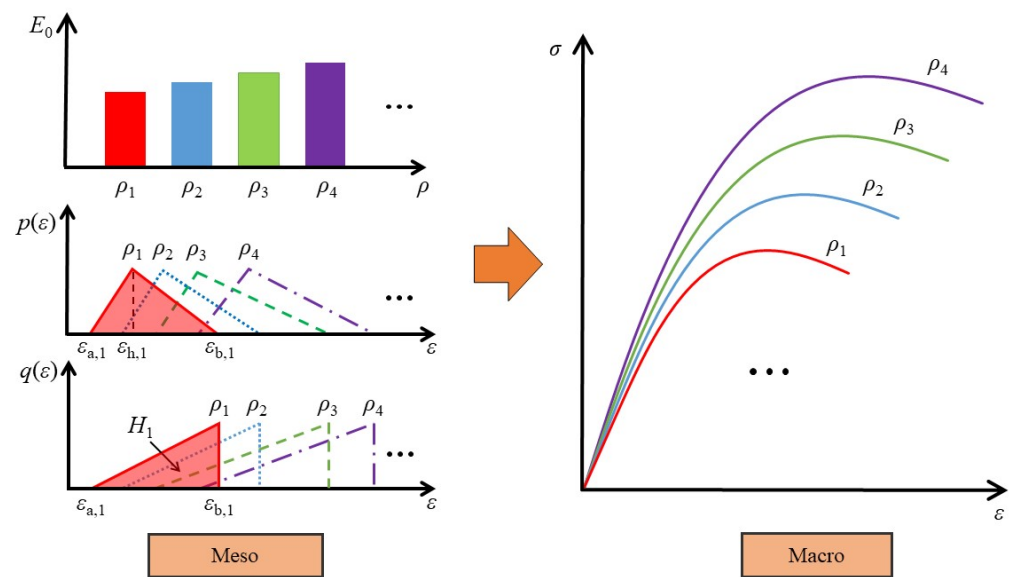 E₀
ρ₁ ρ₂ ρ₃ ρ₄ ... ρ
p(ε)
ρ₁ ρ₂ ρ₃ ρ₄
...
εa,1 εh,1 εb,1 ε
q(ε)
ρ₁ ρ₂ ρ₃ ρ₄
H₁
...
εa,1 εb,1 ε
Meso
σ
ρ₄
ρ₃
ρ₂
ρ₁
...
ε
Macro